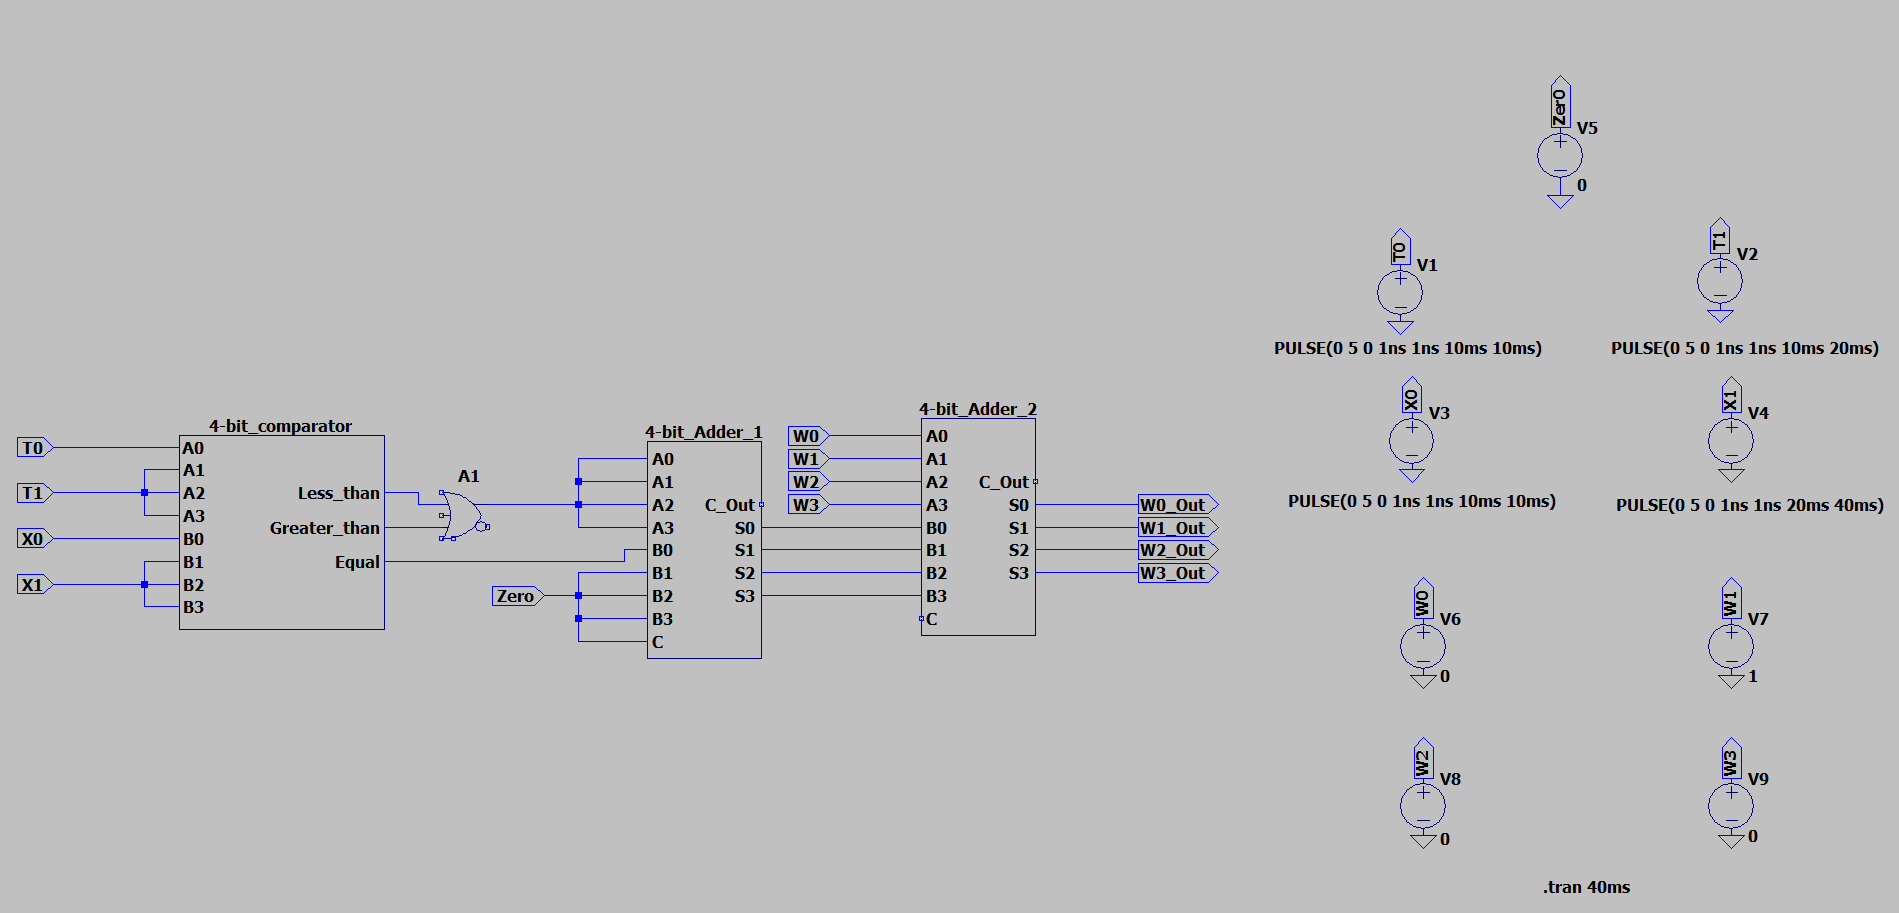 4-bit_comparator
T0
T1
X0
X1
A0
A1
A2
A3
B0
B1
B2
B3
Less_than
Greater_than
Equal
A1
Zero
4-bit_Adder_1
A0
A1
A2
A3
B0
B1
B2
B3
C
C_Out
S0
S1
S2
S3
W0
W1
W2
W3
4-bit_Adder_2
A0
A1
A2
A3
B0
B1
B2
B3
C
C_Out
S0
S1
S2
S3
W0_Out
W1_Out
W2_Out
W3_Out
Zer0
V5
0
T0
V1
PULSE(0 5 0 1ns 1ns 10ms 10ms)
T1
V2
PULSE(0 5 0 1ns 1ns 10ms 20ms)
X0
V3
PULSE(0 5 0 1ns 1ns 10ms 10ms)
X1
V4
PULSE(0 5 0 1ns 1ns 20ms 40ms)
W0
V6
0
W1
V7
1
W2
V8
0
W3
V9
0
.tran 40ms